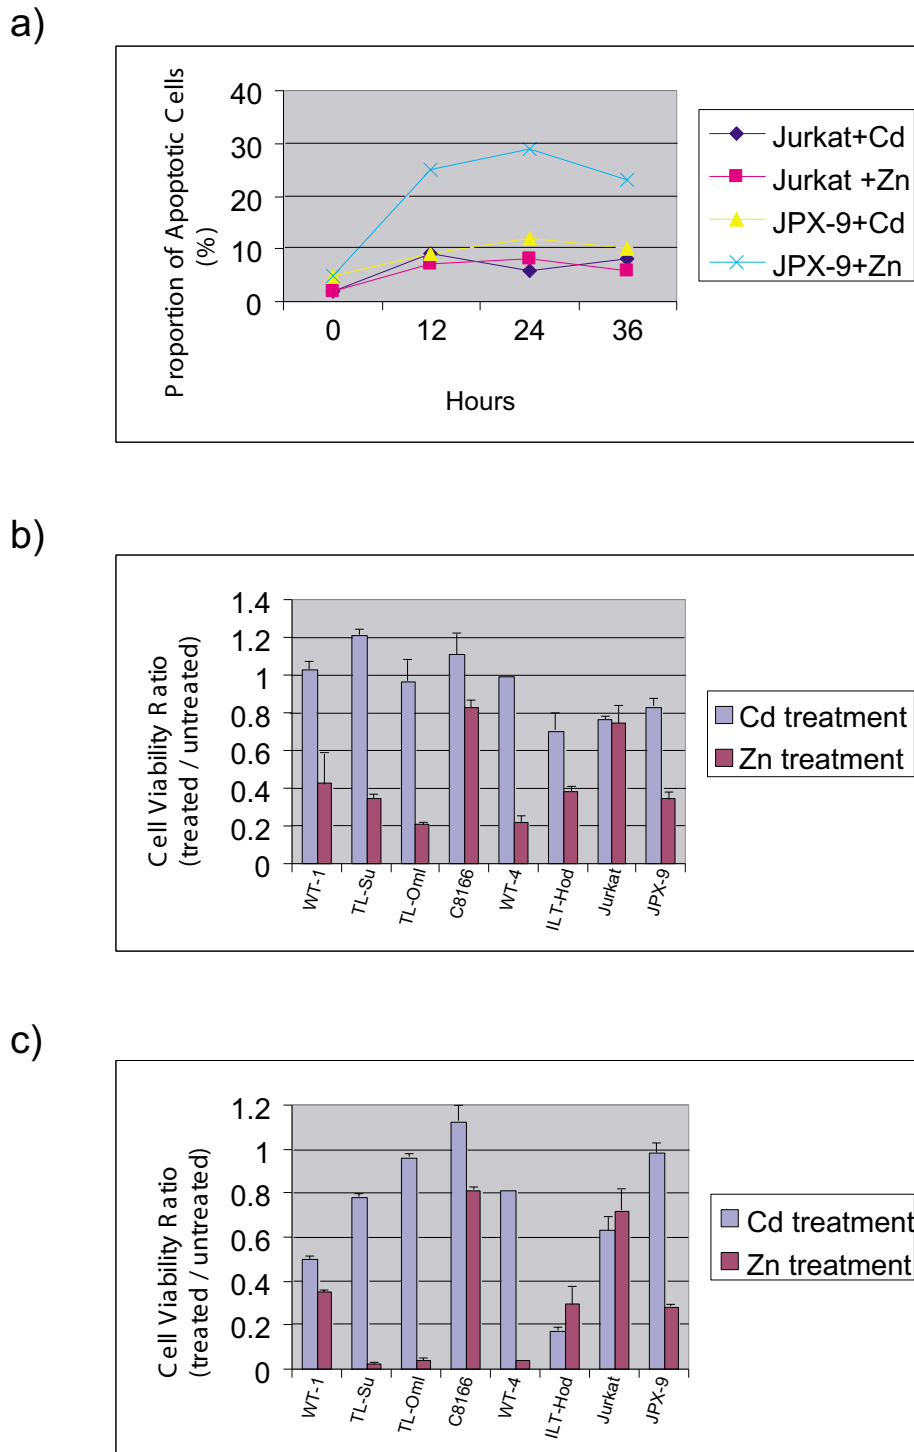 a)
Proportion of Apoptotic Cells
(%)
40
30
20
10
0
0 12 24 36
Hours
Jurkat+Cd
Jurkat +Zn
JPX-9+Cd
JPX-9+Zn
b)
Cell Viability Ratio
(treated / untreated)
1.4
1.2
1
0.8
0.6
0.4
0.2
0
WT-1 TL-Su TL-Oml C8166 WT-4 ILT-Hod Jurkat JPX-9
Cd treatment
Zn treatment
c)
Cell Viability Ratio
(treated / untreated)
1.2
1
0.8
0.6
0.4
0.2
0
WT-1 TL-Su TL-Oml C8166 WT-4 ILT-Hod Jurkat JPX-9
Cd treatment
Zn treatment